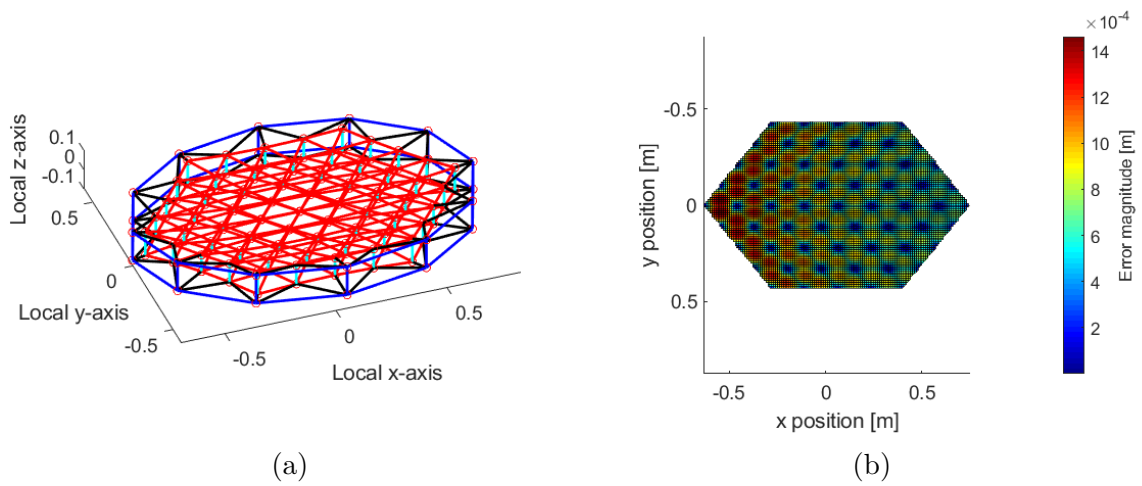 Local z-axis
0.1
0
-0.1
0.5
0
-0.5
Local y-axis
-0.5
0
0.5
Local x-axis
(a)
y position [m]
-0.5
0
0.5
-0.5
0
0.5
x position [m]
×10⁻⁴
14
12
10
8
6
4
2
Error magnitude [m]
(b)